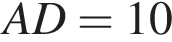 AD = 10